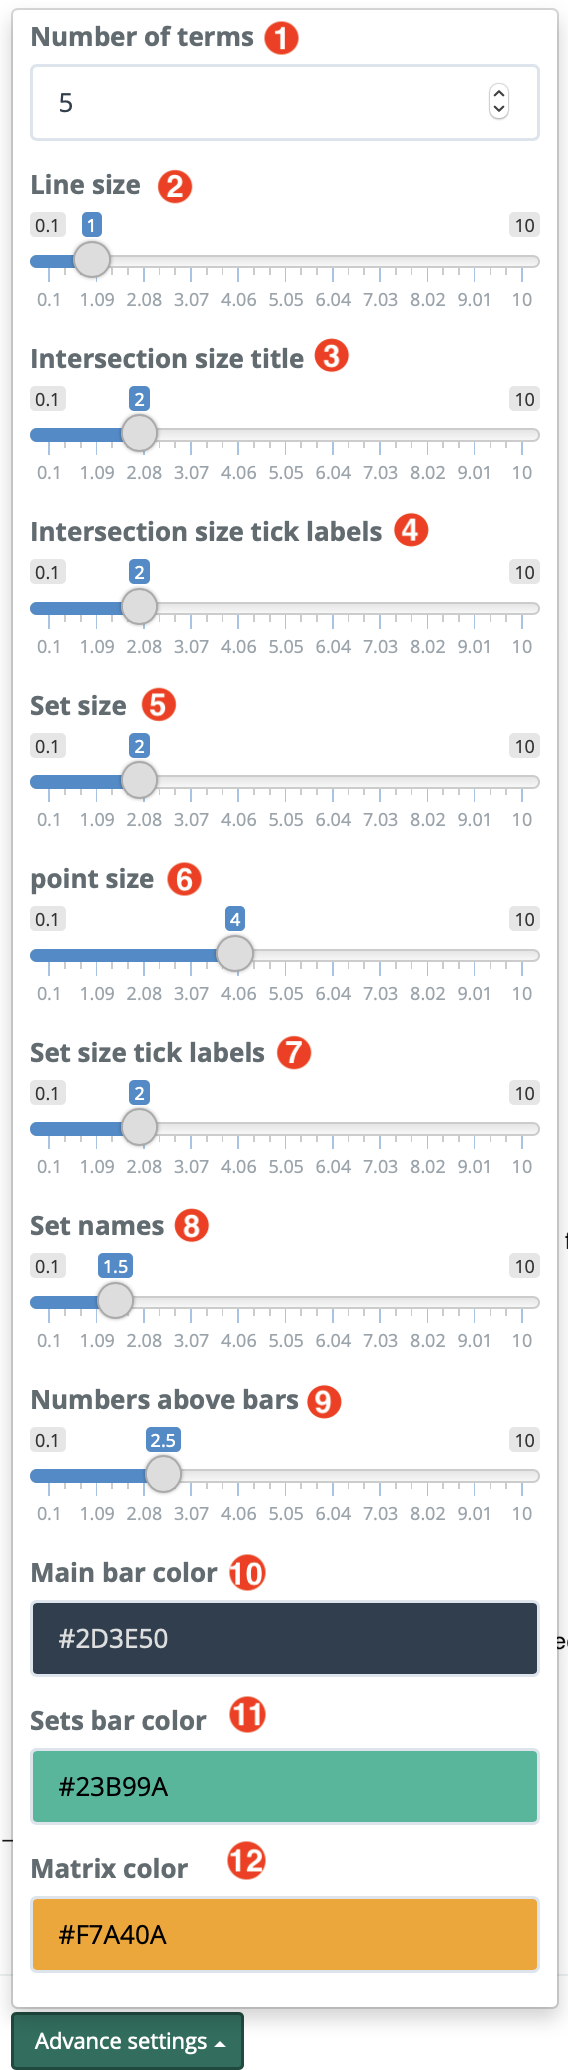 Number of terms 1
5
Line size 2
0.1 1 10
0.1 1.09 2.08 3.07 4.06 5.05 6.04 7.03 8.02 9.01 10
Intersection size title 3
0.1 2 10
0.1 1.09 2.08 3.07 4.06 5.05 6.04 7.03 8.02 9.01 10
Intersection size tick labels 4
0.1 2 10
0.1 1.09 2.08 3.07 4.06 5.05 6.04 7.03 8.02 9.01 10
Set size 5
0.1 2 10
0.1 1.09 2.08 3.07 4.06 5.05 6.04 7.03 8.02 9.01 10
point size 6
0.1 4 10
0.1 1.09 2.08 3.07 4.06 5.05 6.04 7.03 8.02 9.01 10
Set size tick labels 7
0.1 2 10
0.1 1.09 2.08 3.07 4.06 5.05 6.04 7.03 8.02 9.01 10
Set names 8
0.1 1.5 10
0.1 1.09 2.08 3.07 4.06 5.05 6.04 7.03 8.02 9.01 10
Numbers above bars 9
0.1 2.5 10
0.1 1.09 2.08 3.07 4.06 5.05 6.04 7.03 8.02 9.01 10
Main bar color 10
#2D3E50
Sets bar color 11
#23B99A
Matrix color 12
#F7A40A
Advance settings